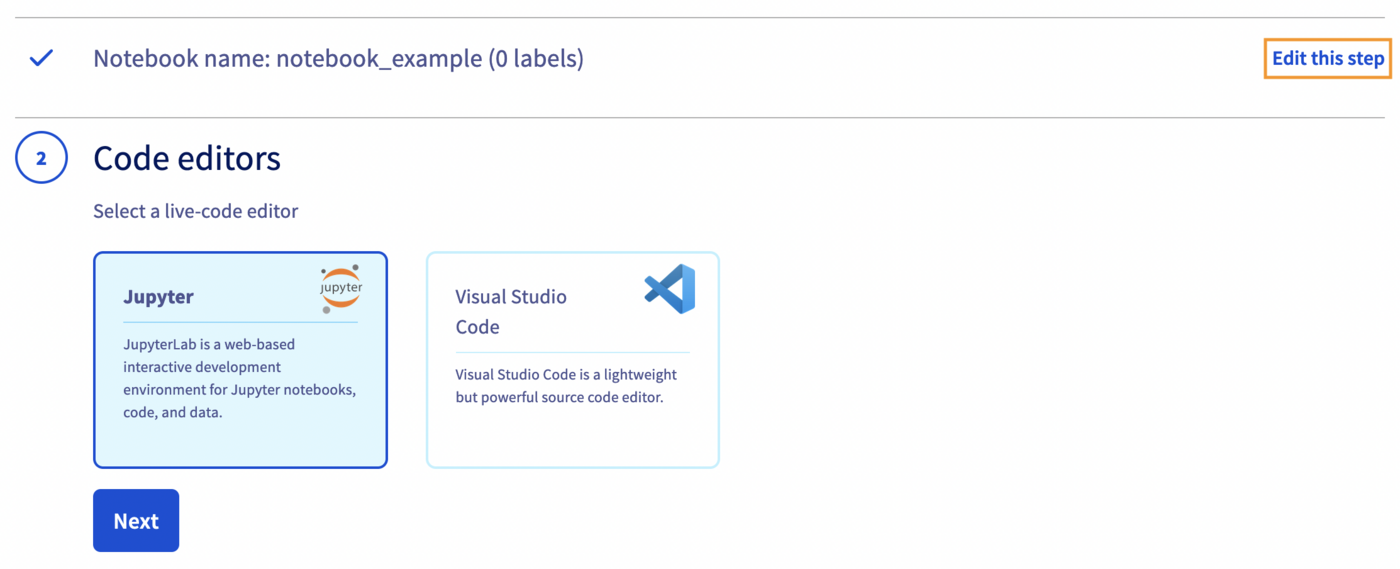 Notebook name: notebook_example (0 labels)
Edit this step
2
Code editors
Select a live-code editor
Jupyter
jupyter
JupyterLab is a web-based
interactive development
environment for Jupyter notebooks,
code, and data.
Visual Studio
Code
Visual Studio Code is a lightweight
but powerful source code editor.
Next